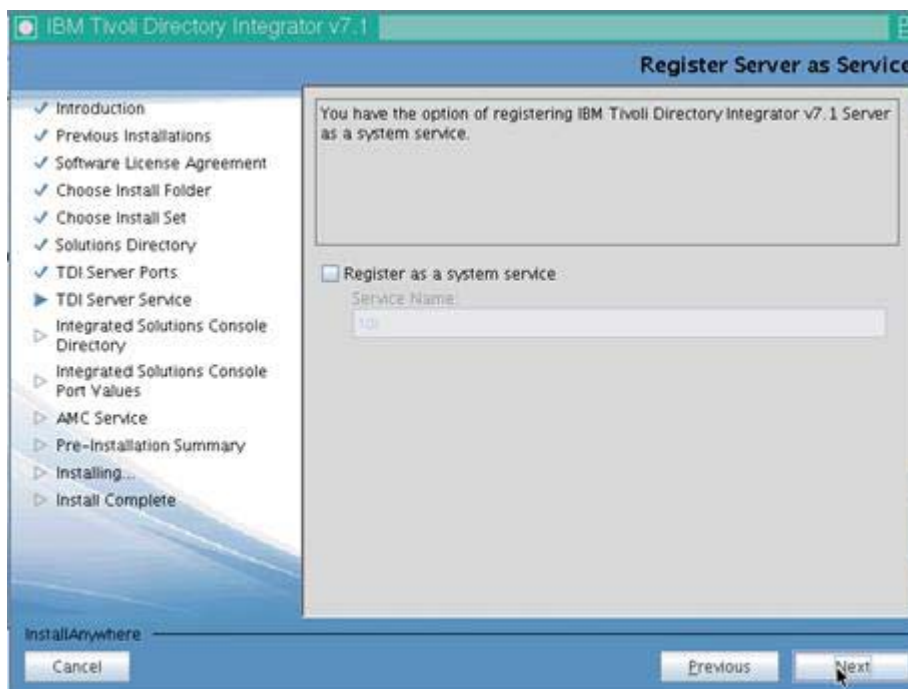 IBM Tivoli Directory Integrator v7.1
Register Server as Service
Introduction
Previous Installations
Software License Agreement
Choose Install Folder
Choose Install Set
Solutions Directory
TDI Server Ports
TDI Server Service
Integrated Solutions Console
Directory
Integrated Solutions Console
Port Values
AMC Service
Pre-Installation Summary
Installing...
Install Complete
You have the option of registering IBM Tivoli Directory Integrator v7.1 Server
as a system service.
Register as a system service
Service Name:
InstallAnywhere
Cancel
Previous
Next